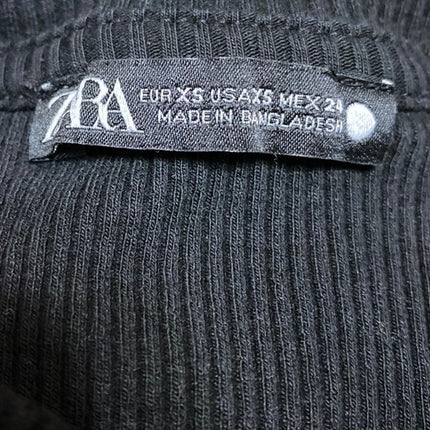 ZARA
EUR XS USA XS MEX 24
MADE IN BANGLADESH